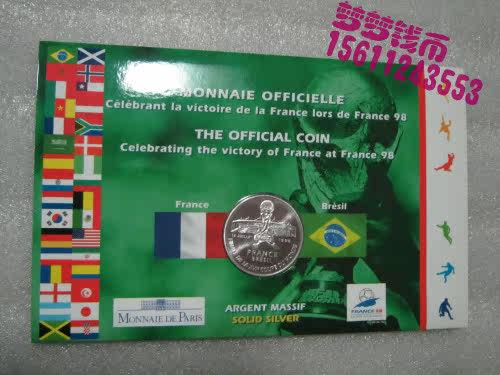 梦梦钱币
15611243553
MONNAIE OFFICIELLE
Célébrant la victoire de la France lors de France 98
THE OFFICIAL COIN
Celebrating the victory of France at France 98
France
Brésil
FRANCE
BRÉSIL
MONNAIE DE PARIS
ARGENT MASSIF
SOLID SILVER
FRANCE 98